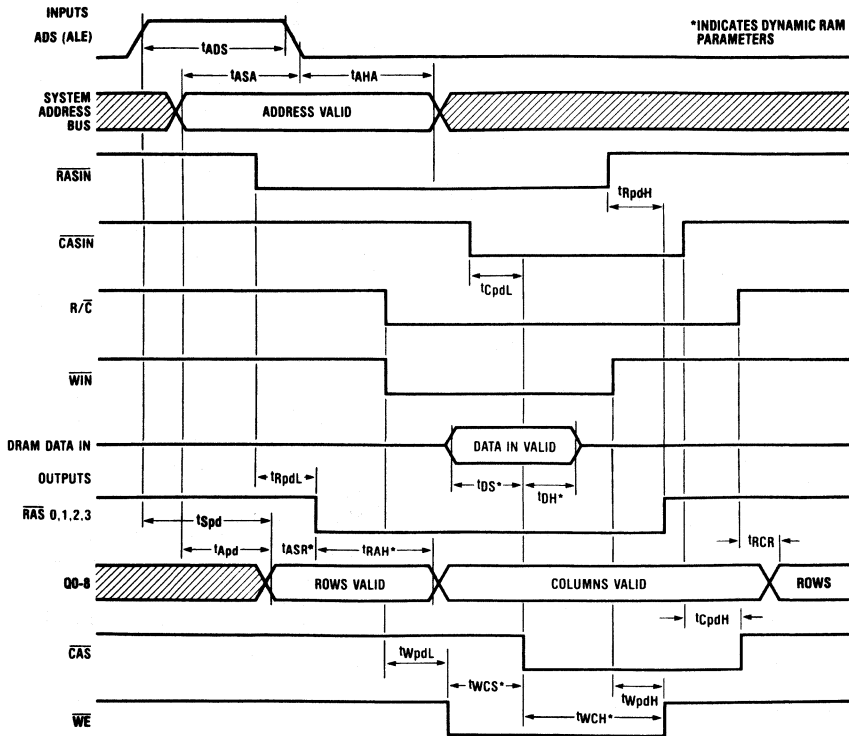 INPUTS
ADS (ALE)
*INDICATES DYNAMIC RAM
PARAMETERS
tADS
tASA
tAHA
SYSTEM
ADDRESS
BUS
ADDRESS VALID
RASIN
tRpdH
CASIN
tCpdL
R/C
WIN
DRAM DATA IN
DATA IN VALID
OUTPUTS
tRpdL
tDS*
tDH*
RAS 0,1,2,3
tSpd
tApd
tASR*
tRAH*
tRCR
Q0-8
ROWS VALID
COLUMNS VALID
ROWS
tCpdH
CAS
tWpdL
tWCS*
tWpdH
tWCH*
WE